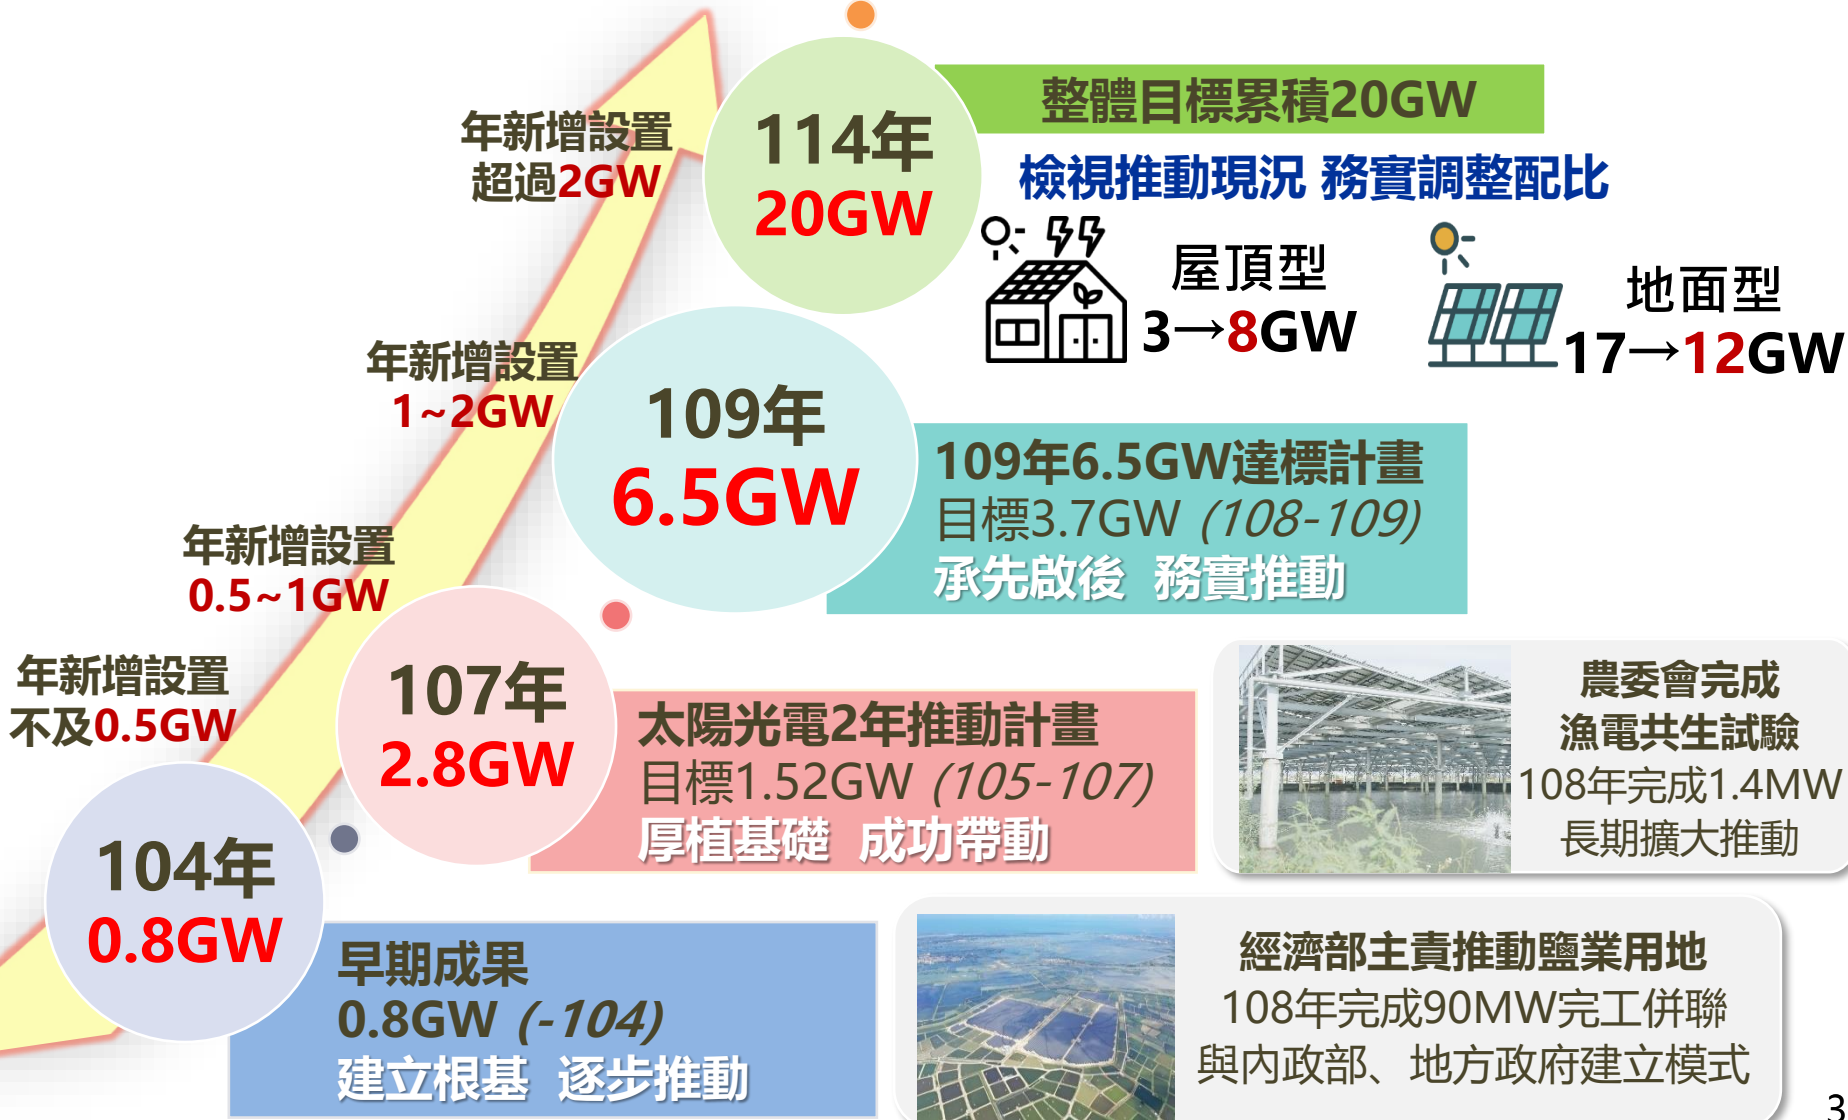 114年
20GW
整體目標累積20GW
檢視推動現況 務實調整配比
屋頂型
3→8GW
地面型
17→12GW
年新增設置
超過2GW
年新增設置
1~2GW
109年
6.5GW
109年6.5GW達標計畫
目標3.7GW (108-109)
承先啟後 務實推動
年新增設置
0.5~1GW
107年
2.8GW
太陽光電2年推動計畫
目標1.52GW (105-107)
厚植基礎 成功帶動
農委會完成
漁電共生試驗
108年完成1.4MW
長期擴大推動
年新增設置
不及0.5GW
104年
0.8GW
早期成果
0.8GW (-104)
建立根基 逐步推動
經濟部主責推動鹽業用地
108年完成90MW完工併聯
與內政部、地方政府建立模式
3